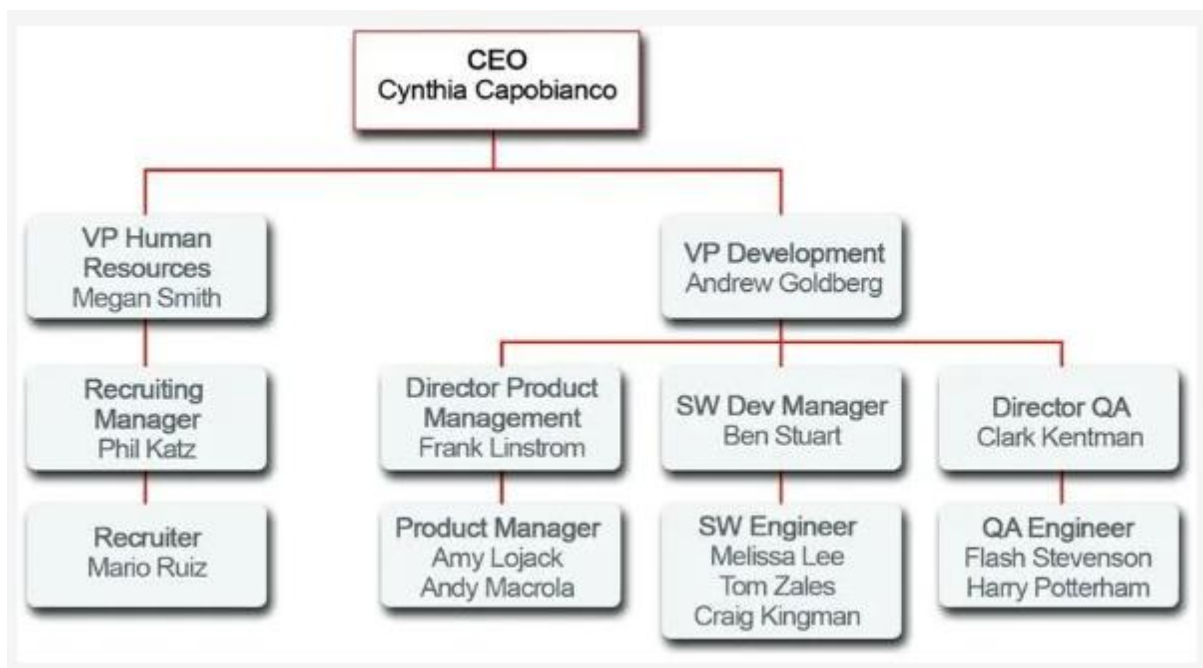 CEO
Cynthia Capobianco
VP Human
Resources
Megan Smith
VP Development
Andrew Goldberg
Recruiting
Manager
Phil Katz
Director Product
Management
Frank Linstrom
SW Dev Manager
Ben Stuart
Director QA
Clark Kentman
Recruiter
Mario Ruiz
Product Manager
Amy Lojack
Andy Macrola
SW Engineer
Melissa Lee
Tom Zales
Craig Kingman
QA Engineer
Flash Stevenson
Harry Potterham